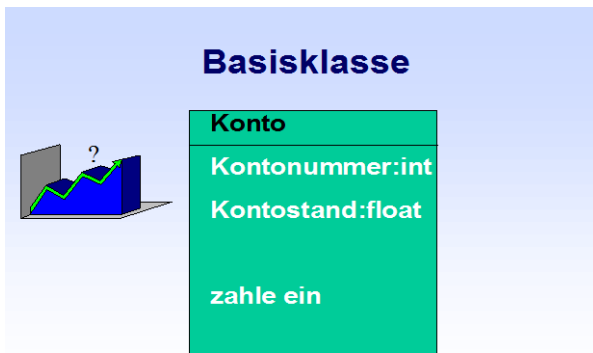 Basisklasse
Konto
?
Kontonummer:int
Kontostand:float
zahle ein